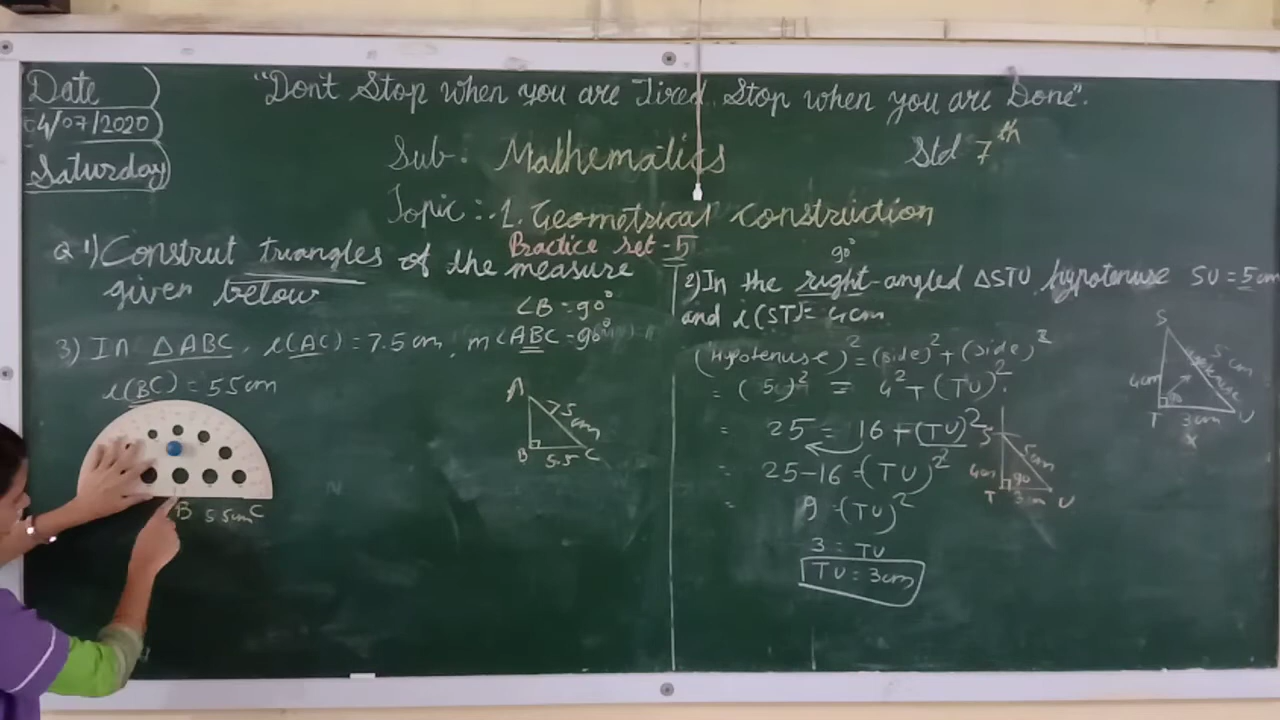 Date
04/07/2020
Saturday
"Dont Stop when you are Tired Stop when you are Done".
Sub. Mathematics
Std 7th
Topic :- 1. Geometrical Construction
Practice set -5
Q 1) Construt triangles of the measure
given below
∠B = 90°
3) In △ABC, l(AC) = 7.5 cm, m∠ABC = 90°
l(BC) = 5.5 cm
A
7.5 cm
B 5.5 C
B 5.5cm C
90°
2) In the right-angled △STU, hypotenuse SU = 5 cm
and l(ST) = 4cm
(Hypotenuse)² = (side)² + (side)²
= (5)² = 4² + (TU)²
= 25 = 16 + (TU)²
= 25-16 = (TU)²
= 9 = (TU)²
3 = TU
TU = 3cm
S
5cm
4cm
90
T 3cm U
S
5cm
4cm
T 3cm U
x